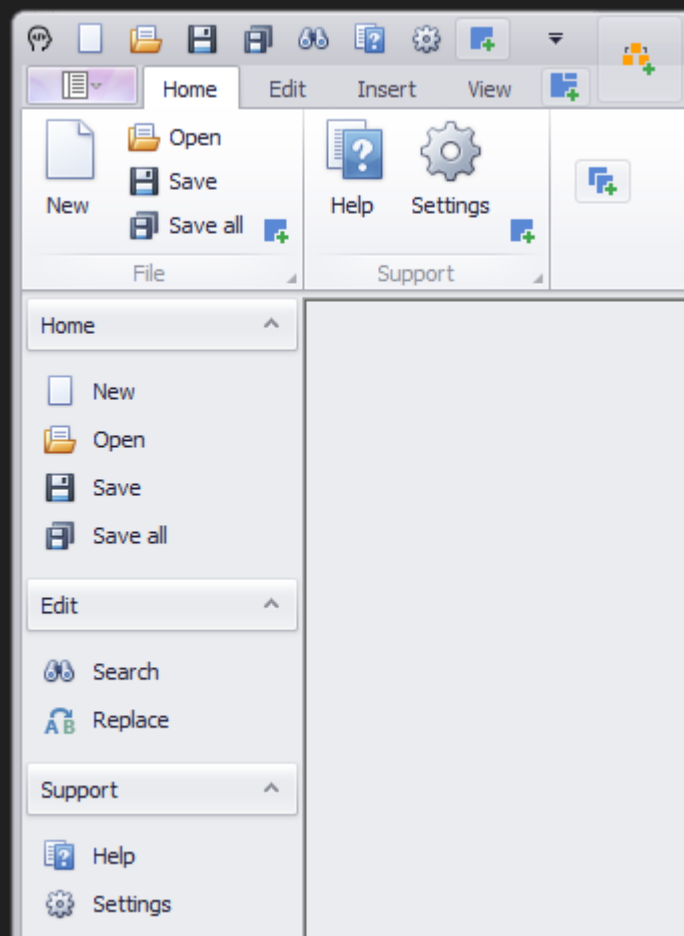 Home Edit Insert View
New
Open
Save
Save all
File
Help
Settings
Support
Home
New
Open
Save
Save all
Edit
Search
Replace
Support
Help
Settings